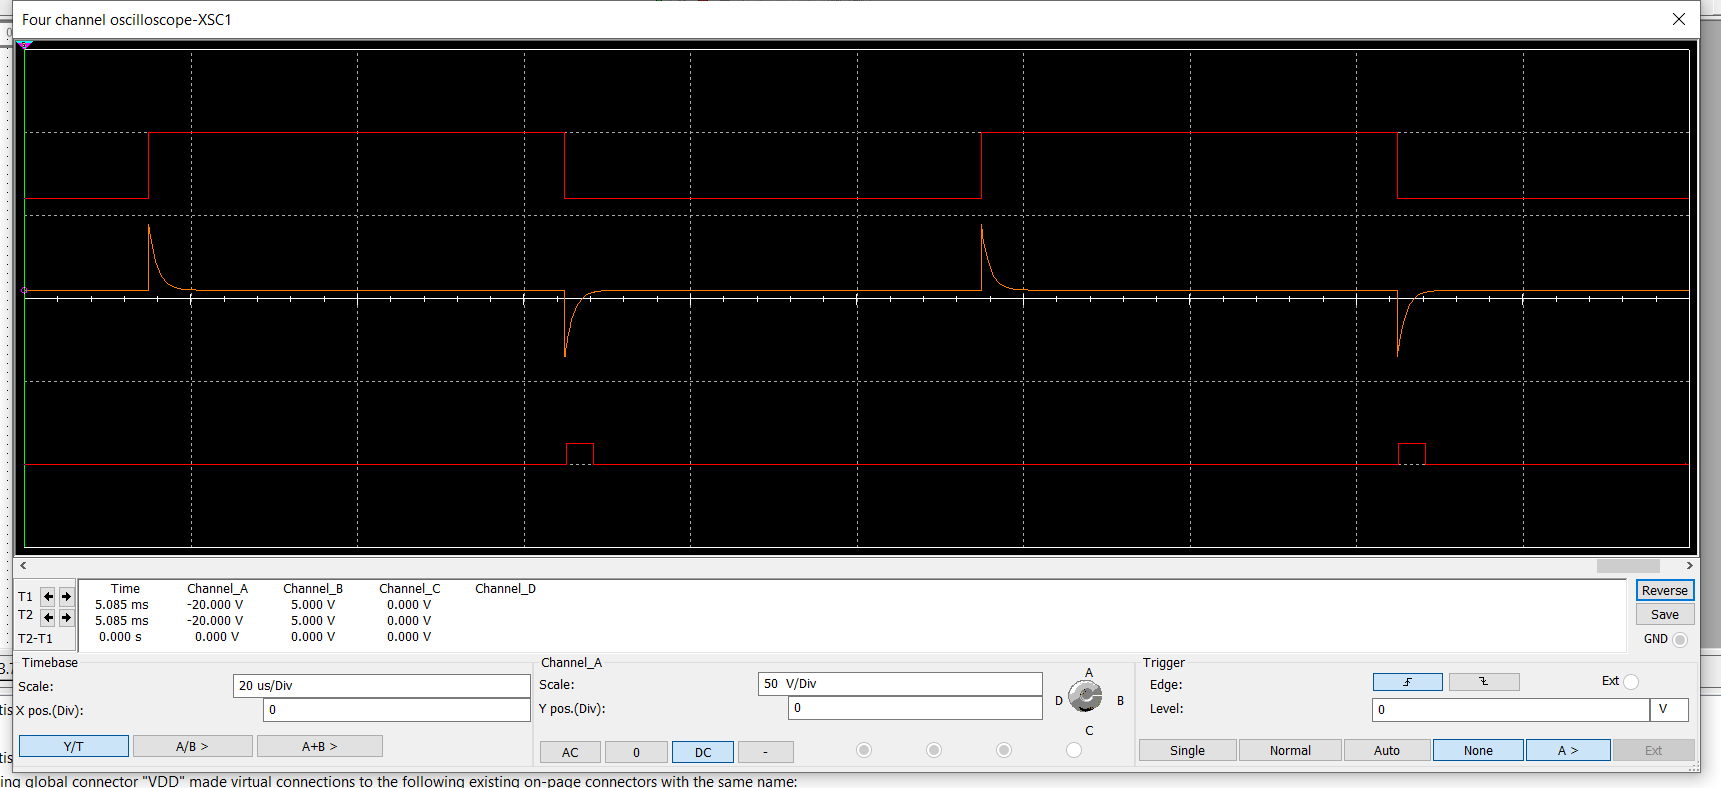 Four channel oscilloscope-XSC1
Time Channel_A Channel_B Channel_C Channel_D
T1 5.085 ms -20.000 V 5.000 V 0.000 V
T2 5.085 ms -20.000 V 5.000 V 0.000 V
T2-T1 0.000 s 0.000 V 0.000 V 0.000 V
Reverse
Save
GND
Timebase
Scale: 20 us/Div
X pos.(Div): 0
Y/T A/B > A+B >
Channel_A
Scale: 50 V/Div
Y pos.(Div): 0
AC 0 DC -
A
D B
C
Trigger
Edge: Ext
Level: 0 V
Single Normal Auto None A > Ext
ing global connector "VDD" made virtual connections to the following existing on-page connectors with the same name: